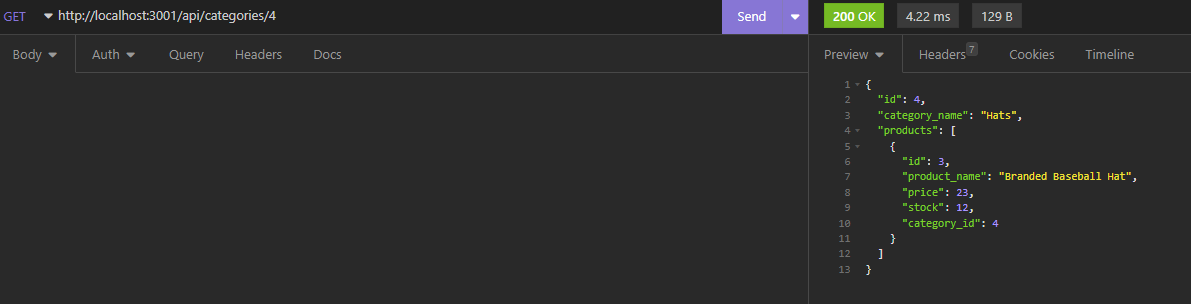 GET http://localhost:3001/api/categories/4 Send 200 OK 4.22 ms 129 B
Body Auth Query Headers Docs Preview Headers 7 Cookies Timeline
1 {
2 "id": 4,
3 "category_name": "Hats",
4 "products": [
5 {
6 "id": 3,
7 "product_name": "Branded Baseball Hat",
8 "price": 23,
9 "stock": 12,
10 "category_id": 4
11 }
12 ]
13 }